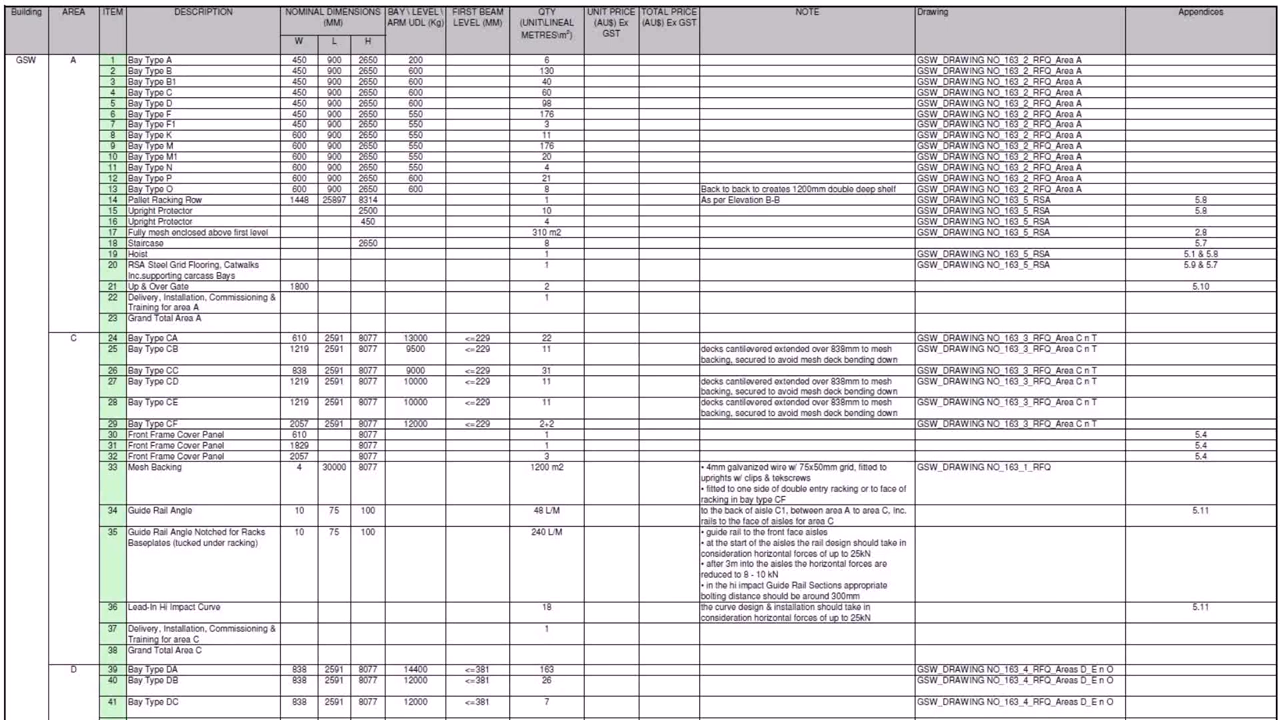 Building AREA ITEM DESCRIPTION NOMINAL DIMENSIONS (MM) BAY \ LEVEL \ ARM UDL (Kg) FIRST BEAM LEVEL (MM) QTY (UNIT\LINEAL METRES\m²) UNIT PRICE (AU$) Ex GST TOTAL PRICE (AU$) Ex GST NOTE Drawing Appendices
W L H
GSW A 1 Bay Type A 450 900 2650 200 6 GSW_DRAWING NO_163_2_RFQ_Area A
2 Bay Type B 450 900 2650 600 130 GSW_DRAWING NO_163_2_RFQ_Area A
3 Bay Type B1 450 900 2650 600 40 GSW_DRAWING NO_163_2_RFQ_Area A
4 Bay Type C 450 900 2650 600 60 GSW_DRAWING NO_163_2_RFQ_Area A
5 Bay Type D 450 900 2650 600 98 GSW_DRAWING NO_163_2_RFQ_Area A
6 Bay Type F 450 900 2650 550 176 GSW_DRAWING NO_163_2_RFQ_Area A
7 Bay Type F1 450 900 2650 550 3 GSW_DRAWING NO_163_2_RFQ_Area A
8 Bay Type K 600 900 2650 550 11 GSW_DRAWING NO_163_2_RFQ_Area A
9 Bay Type M 600 900 2650 550 176 GSW_DRAWING NO_163_2_RFQ_Area A
10 Bay Type M1 600 900 2650 550 20 GSW_DRAWING NO_163_2_RFQ_Area A
11 Bay Type N 600 900 2650 550 4 GSW_DRAWING NO_163_2_RFQ_Area A
12 Bay Type P 600 900 2650 600 21 GSW_DRAWING NO_163_2_RFQ_Area A
13 Bay Type O 600 900 2650 600 8 Back to back to creates 1200mm double deep shelf GSW_DRAWING NO_163_2_RFQ_Area A
14 Pallet Racking Row 1448 25897 8314 1 As per Elevation B-B GSW_DRAWING NO_163_5_RSA 5.8
15 Upright Protector 2500 10 GSW_DRAWING NO_163_5_RSA 5.8
16 Upright Protector 450 4 GSW_DRAWING NO_163_5_RSA
17 Fully mesh enclosed above first level 310 m2 GSW_DRAWING NO_163_5_RSA 2.8
18 Staircase 2650 8 5.7
19 Hoist 1 GSW_DRAWING NO_163_5_RSA 5.1 & 5.8
20 RSA Steel Grid Flooring, Catwalks 1 GSW_DRAWING NO_163_5_RSA 5.9 & 5.7
Inc.supporting carcass Bays
21 Up & Over Gate 1800 2 5.10
22 Delivery, Installation, Commissioning & 1
Training for area A
23 Grand Total Area A
C 24 Bay Type CA 610 2591 8077 13000 <=229 22 GSW_DRAWING NO_163_3_RFQ_Area C n T
25 Bay Type CB 1219 2591 8077 9500 <=229 11 decks cantilevered extended over 838mm to mesh GSW_DRAWING NO_163_3_RFQ_Area C n T
backing, secured to avoid mesh deck bending down
26 Bay Type CC 838 2591 8077 9000 <=229 31 GSW_DRAWING NO_163_3_RFQ_Area C n T
27 Bay Type CD 1219 2591 8077 10000 <=229 11 decks cantilevered extended over 838mm to mesh GSW_DRAWING NO_163_3_RFQ_Area C n T
backing, secured to avoid mesh deck bending down
28 Bay Type CE 1219 2591 8077 10000 <=229 11 decks cantilevered extended over 838mm to mesh GSW_DRAWING NO_163_3_RFQ_Area C n T
backing, secured to avoid mesh deck bending down
29 Bay Type CF 2057 2591 8077 12000 <=229 2+2 GSW_DRAWING NO_163_3_RFQ_Area C n T
30 Front Frame Cover Panel 610 8077 1 5.4
31 Front Frame Cover Panel 1829 8077 1 5.4
32 Front Frame Cover Panel 2057 8077 3 5.4
33 Mesh Backing 4 30000 8077 1200 m2 • 4mm galvanized wire w/ 75x50mm grid, fitted to GSW_DRAWING NO_163_1_RFQ
uprights w/ clips & tekscrews
• fitted to one side of double entry racking or to face of
racking in bay type CF
34 Guide Rail Angle 10 75 100 48 L/M to the back of aisle C1, between area A to area C, Inc. 5.11
rails to the face of aisles for area C
35 Guide Rail Angle Notched for Racks 10 75 100 240 L/M • guide rail to the front face aisles
Baseplates (tucked under racking) • at the start of the aisles the rail design should take in
consideration horizontal forces of up to 25kN
• after 3m into the aisles the horizontal forces are
reduced to 8 - 10 kN
• in the hi impact Guide Rail Sections appropriate
bolting distance should be around 300mm
36 Lead-In Hi Impact Curve 18 the curve design & installation should take in 5.11
consideration horizontal forces of up to 25kN
37 Delivery, Installation, Commissioning & 1
Training for area C
38 Grand Total Area C
D 39 Bay Type DA 838 2591 8077 14400 <=381 163 GSW_DRAWING NO_163_4_RFQ_Areas D_E n O
40 Bay Type DB 838 2591 8077 12000 <=381 26 GSW_DRAWING NO_163_4_RFQ_Areas D_E n O
41 Bay Type DC 838 2591 8077 12000 <=381 7 GSW_DRAWING NO_163_4_RFQ_Areas D_E n O